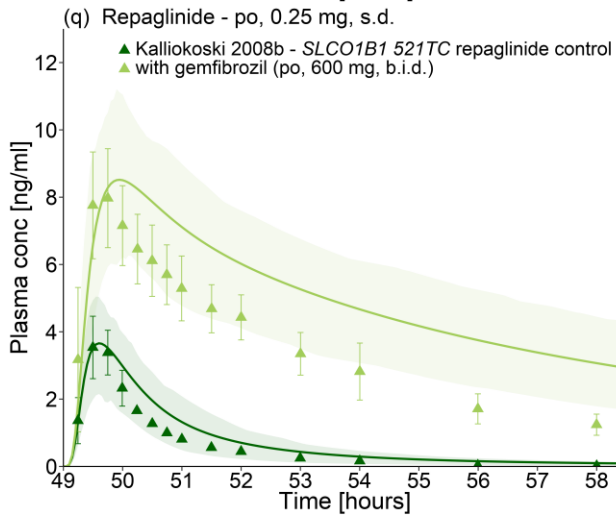 (q) Repaglinide - po, 0.25 mg, s.d.
Kalliokoski 2008b - SLCO1B1 521TC repaglinide control
with gemfibrozil (po, 600 mg, b.i.d.)
Plasma conc [ng/ml]
12
10
8
6
4
2
0
49 50 51 52 53 54 55 56 57 58
Time [hours]